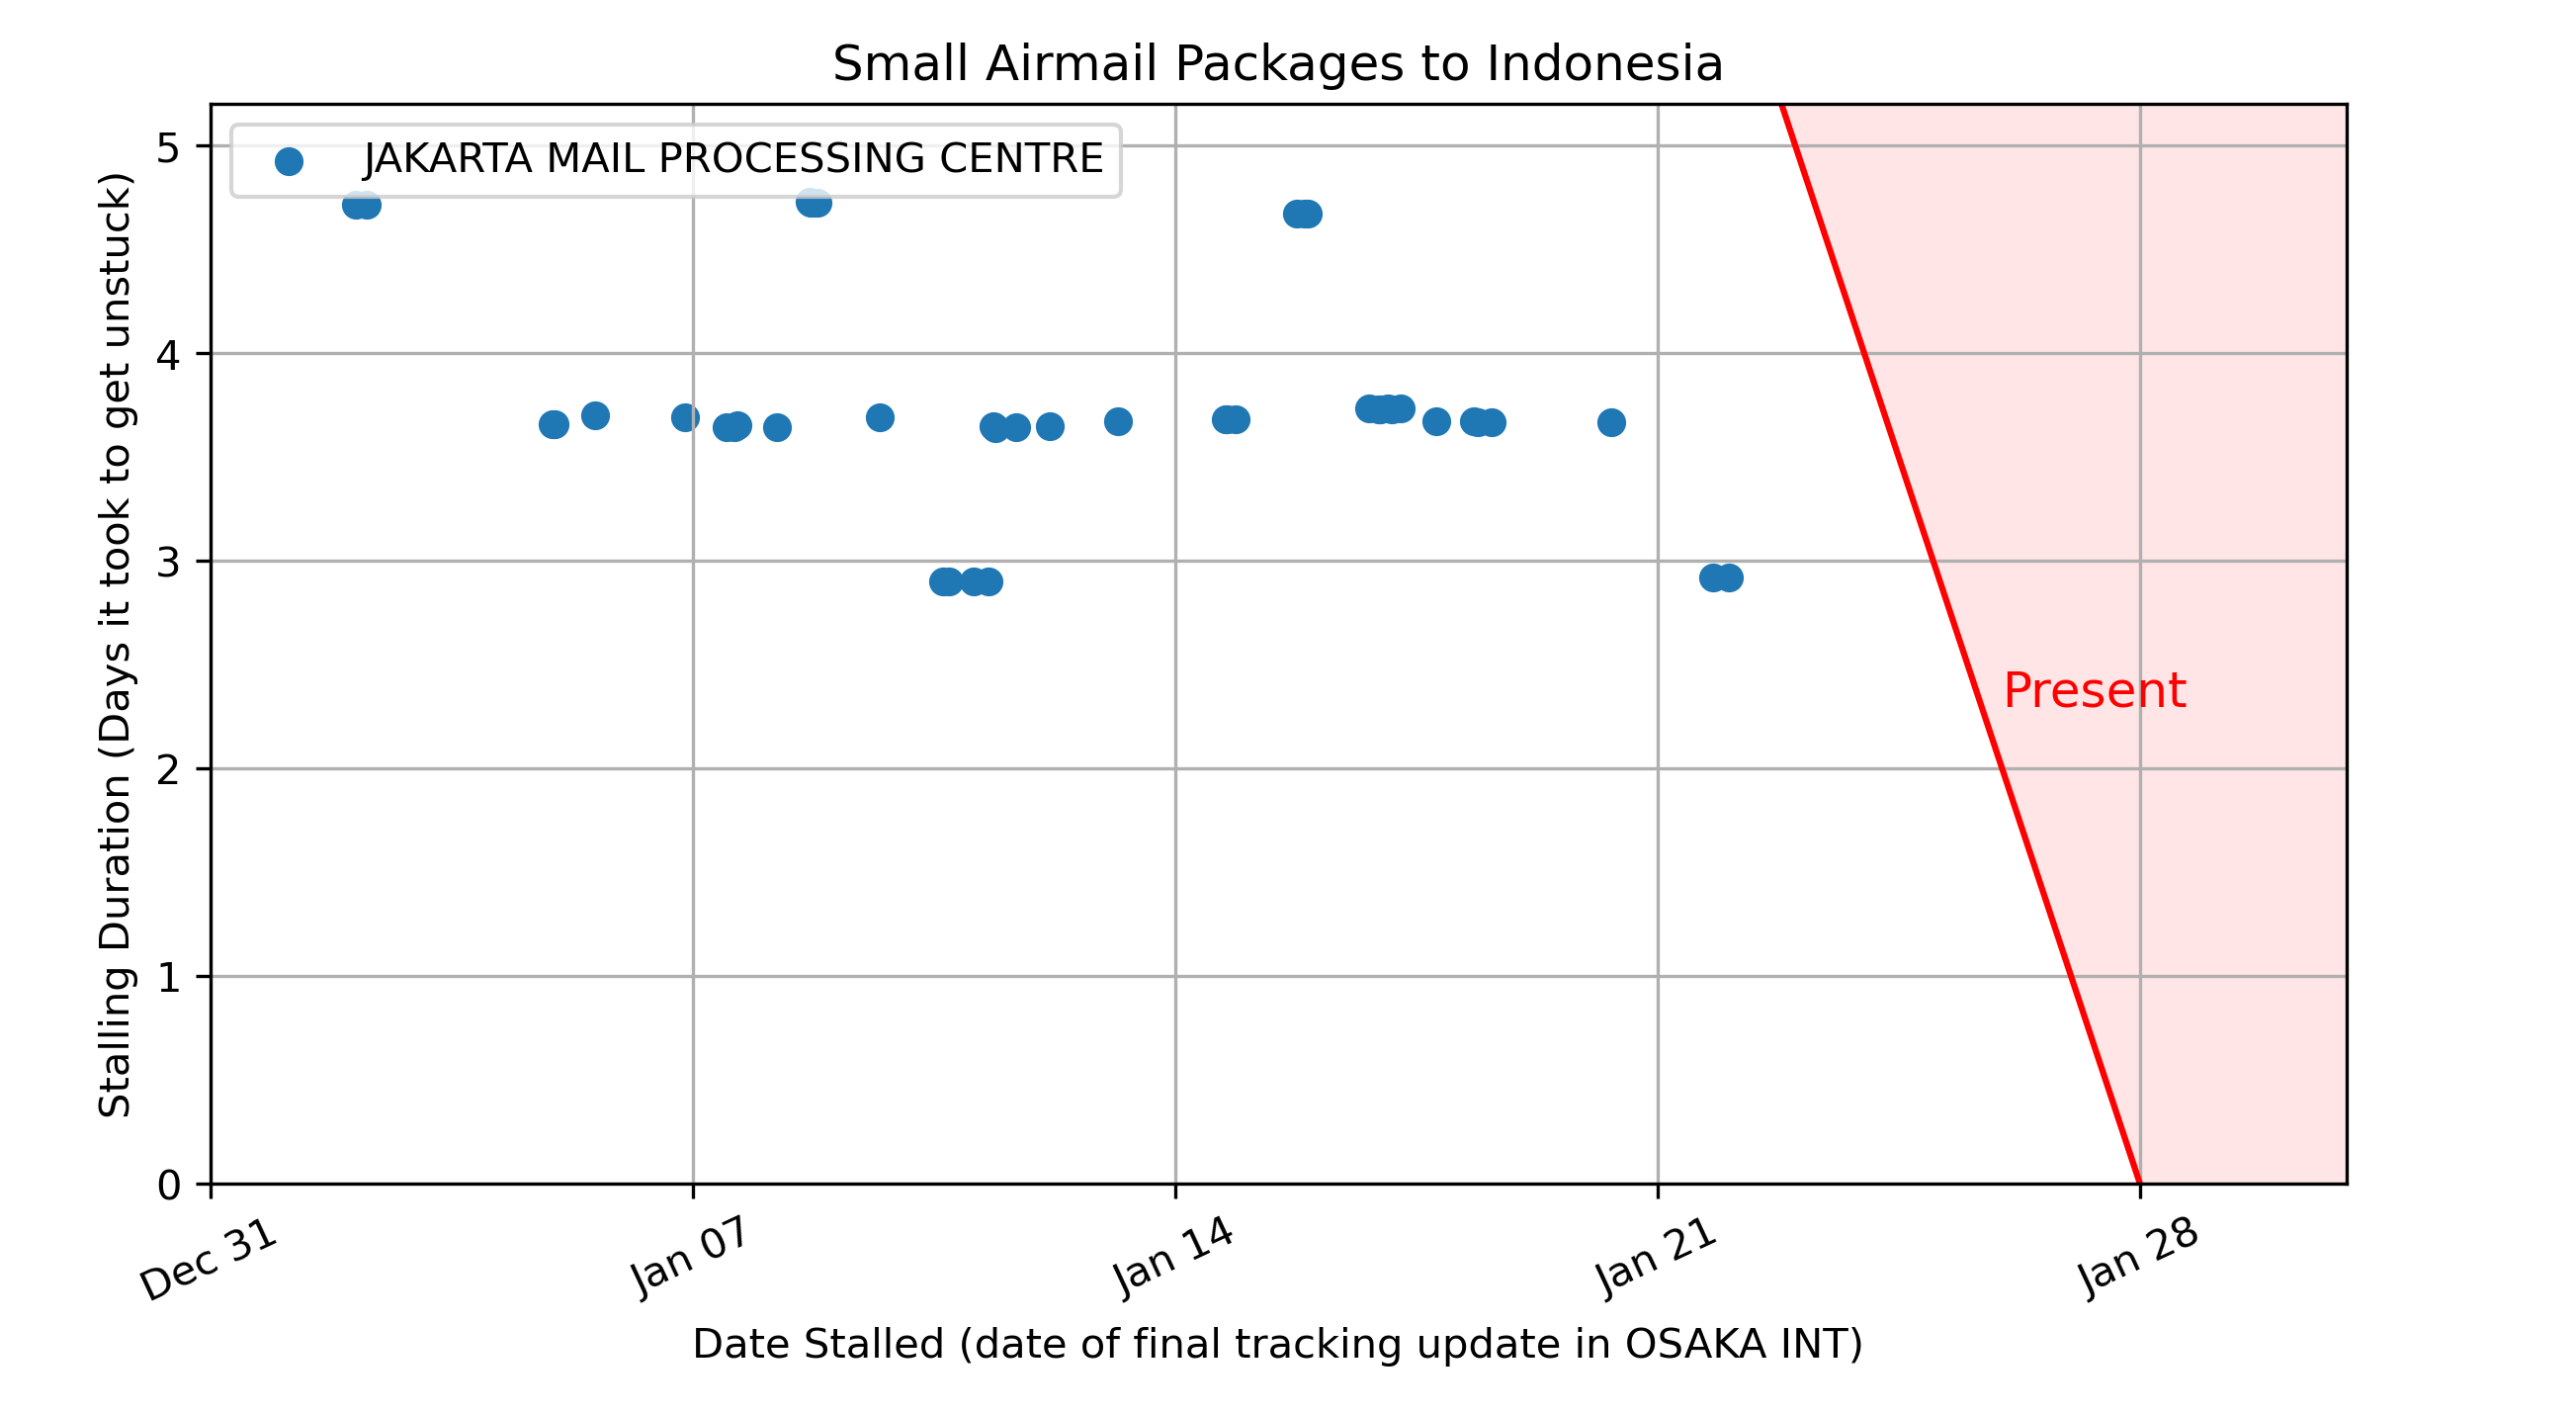 Small Airmail Packages to Indonesia
JAKARTA MAIL PROCESSING CENTRE
Stalling Duration (Days it took to get unstuck)
5
4
3
2
1
0
Present
Dec 31
Jan 07
Jan 14
Jan 21
Jan 28
Date Stalled (date of final tracking update in OSAKA INT)